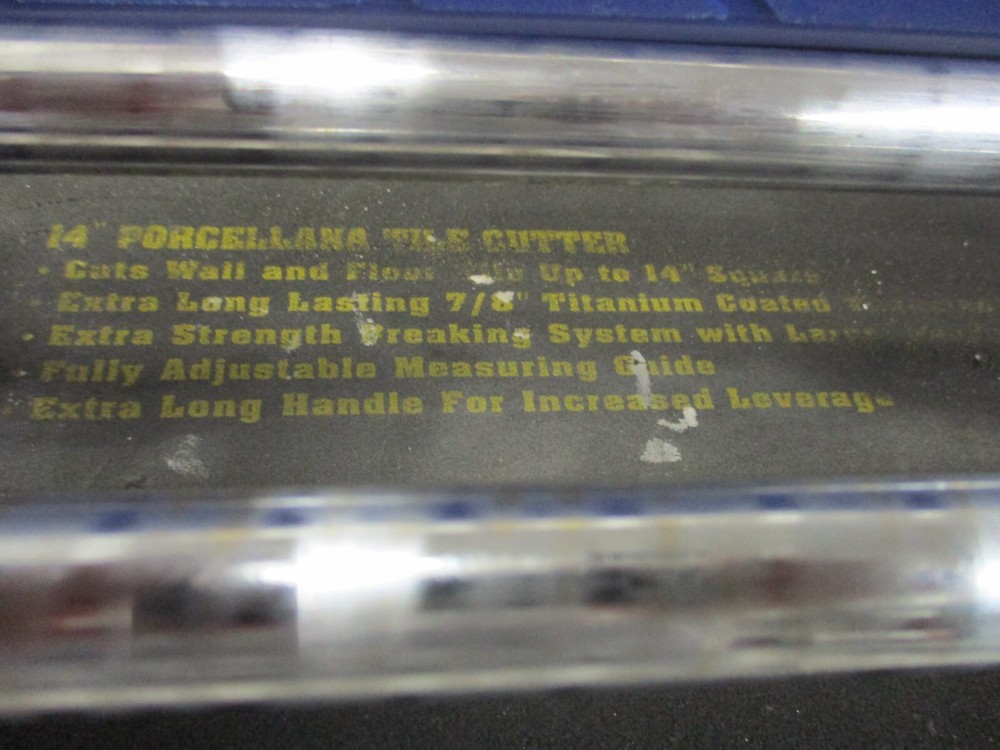 14" PORCELLANA TILE CUTTER
• Cuts Wall and Floor Tile Up to 14" Square
Extra Long Lasting 7/8" Titanium Coated
• Extra Strength Breaking System with
Fully Adjustable Measuring Guide
Extra Long Handle For Increased Leverage